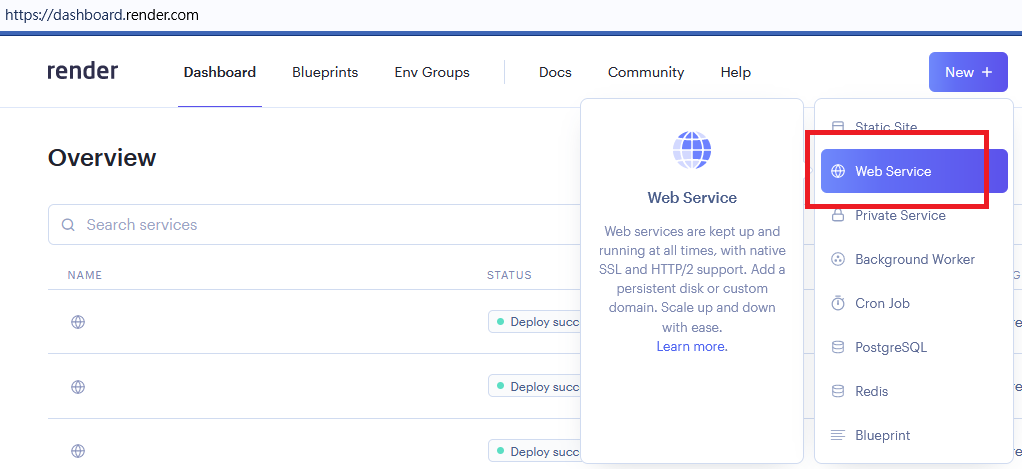 https://dashboard.render.com
render
Dashboard
Blueprints
Env Groups
Docs
Community
Help
New +
Overview
Search services
NAME
STATUS
Deploy succ
Deploy succ
Deploy succ
Web Service
Web services are kept up and
running at all times, with native
SSL and HTTP/2 support. Add a
persistent disk or custom
domain. Scale up and down
with ease.
Learn more.
Static Site
Web Service
Private Service
Background Worker
Cron Job
PostgreSQL
Redis
Blueprint